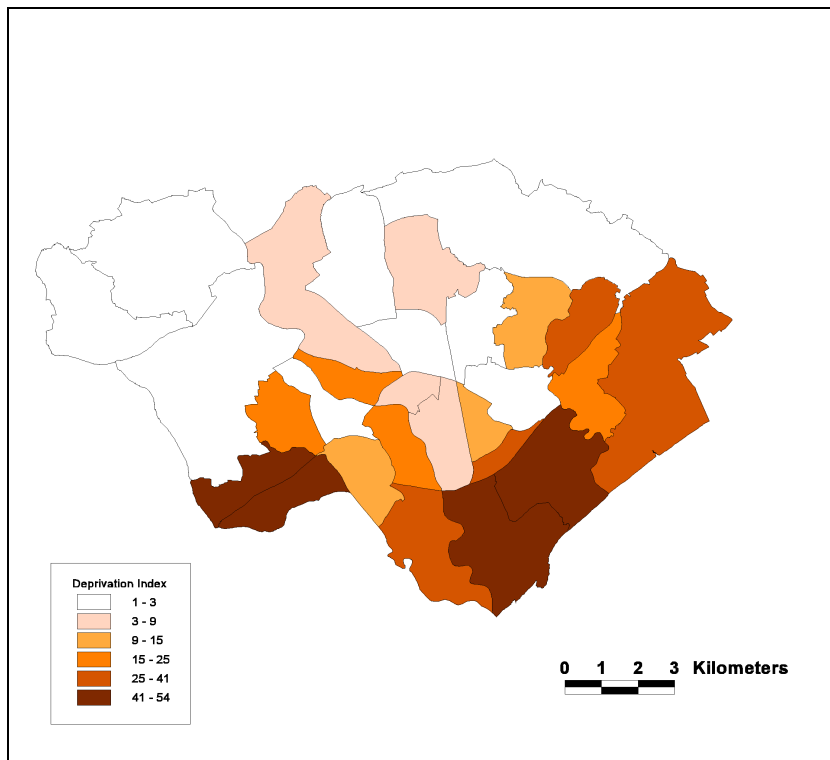 Deprivation Index
1 - 3
3 - 9
9 - 15
15 - 25
25 - 41
41 - 54
0 1 2 3 Kilometers